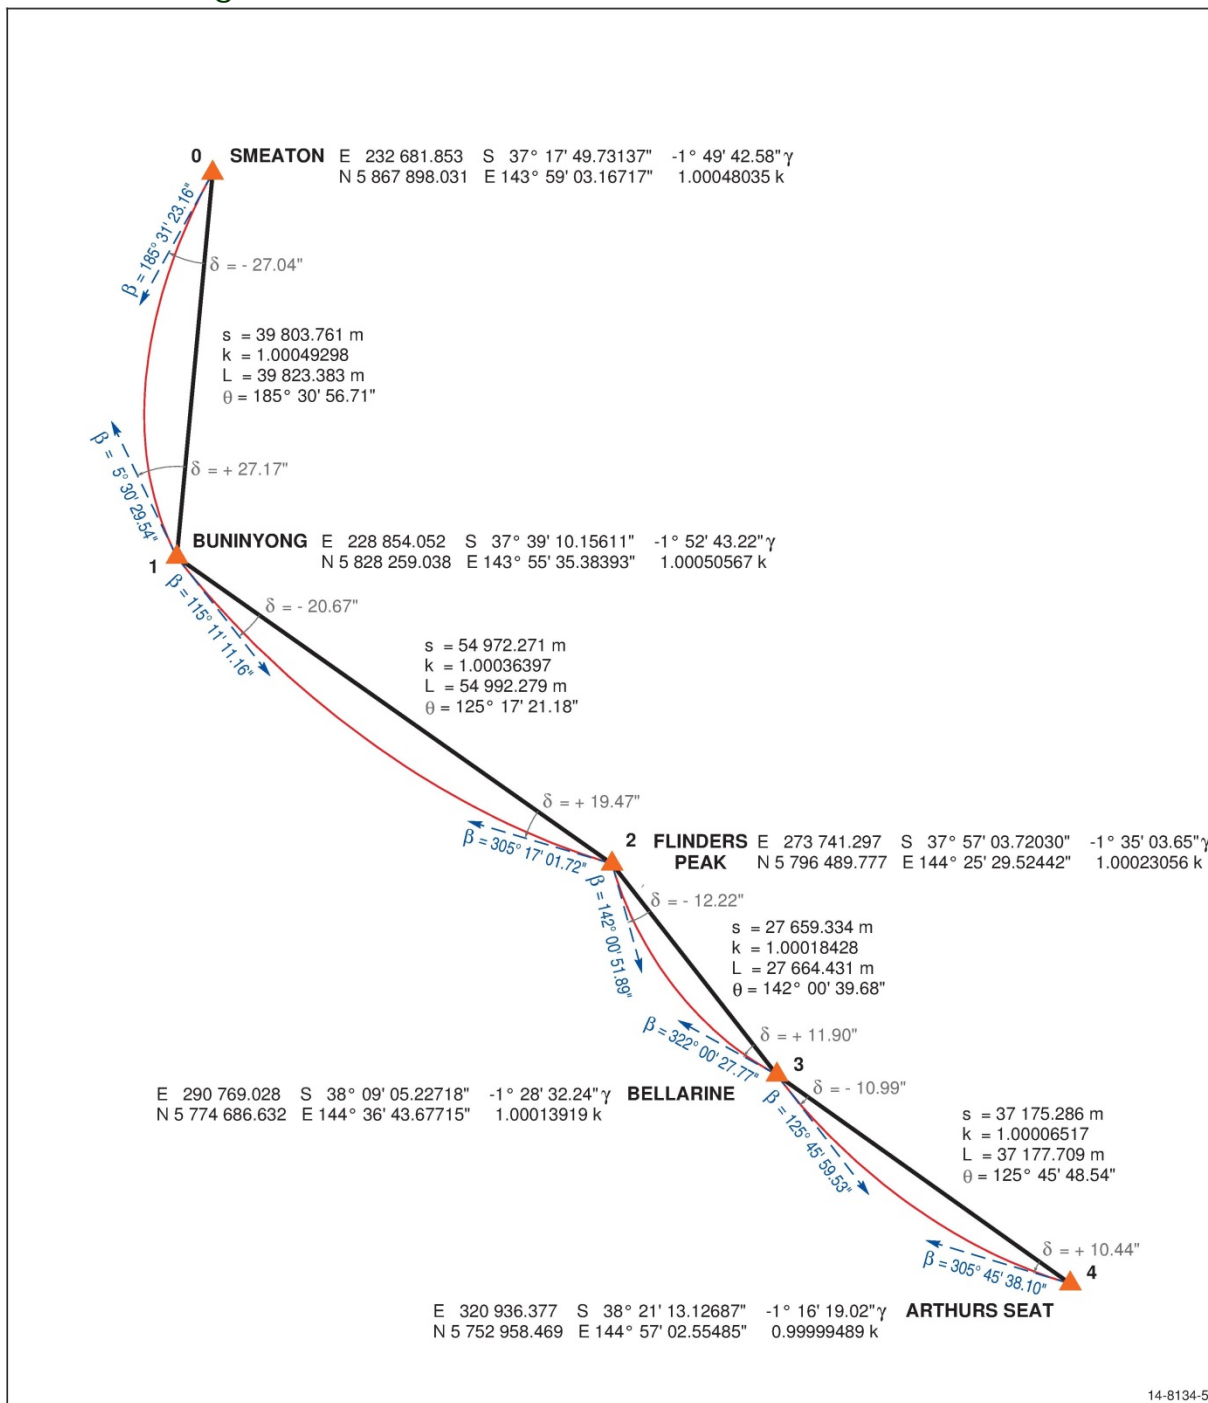 0 SMEATON E 232 681.853 S 37° 17' 49.73137" -1° 49' 42.58" γ
N 5 867 898.031 E 143° 59' 03.16717" 1.00048035 k
β = 185° 31' 23.16"
δ = - 27.04"
s = 39 803.761 m
k = 1.00049298
L = 39 823.383 m
θ = 185° 30' 56.71"
β = 5° 30' 29.54"
δ = + 27.17"
BUNINYONG E 228 854.052 S 37° 39' 10.15611" -1° 52' 43.22" γ
N 5 828 259.038 E 143° 55' 35.38393" 1.00050567 k
1
β = 115° 11' 11.16"
δ = - 20.67"
s = 54 972.271 m
k = 1.00036397
L = 54 992.279 m
θ = 125° 17' 21.18"
δ = + 19.47"
β = 305° 17' 01.72"
2 FLINDERS E 273 741.297 S 37° 57' 03.72030" -1° 35' 03.65" γ
PEAK N 5 796 489.777 E 144° 25' 29.52442" 1.00023056 k
β = 142° 00' 51.89"
δ = - 12.22"
s = 27 659.334 m
k = 1.00018428
L = 27 664.431 m
θ = 142° 00' 39.68"
β = 322° 00' 27.77"
δ = + 11.90"
3
E 290 769.028 S 38° 09' 05.22718" -1° 28' 32.24" γ BELLARINE
N 5 774 686.632 E 144° 36' 43.67715" 1.00013919 k
δ = - 10.99"
β = 125° 45' 59.53"
s = 37 175.286 m
k = 1.00006517
L = 37 177.709 m
θ = 125° 45' 48.54"
δ = + 10.44"
β = 305° 45' 38.10"
4
E 320 936.377 S 38° 21' 13.12687" -1° 16' 19.02" γ ARTHURS SEAT
N 5 752 958.469 E 144° 57' 02.55485" 0.99999489 k
14-8134-5